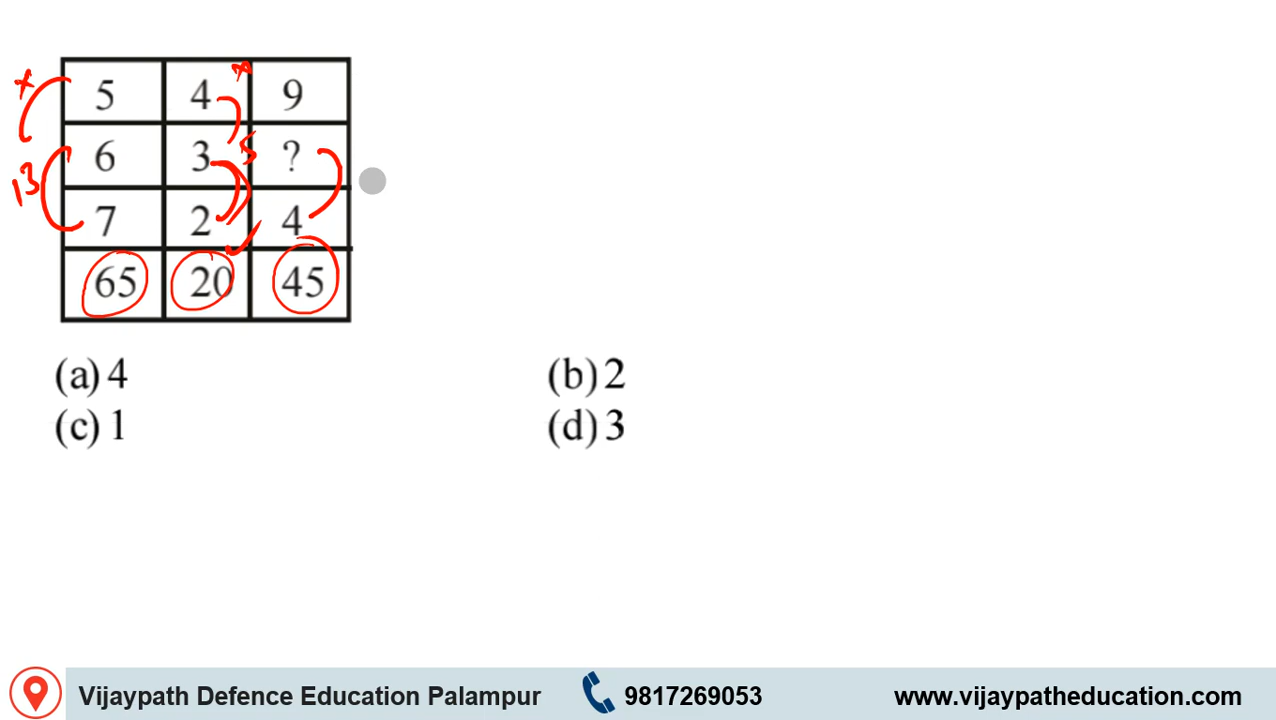 5 4 9
6 3 ?
7 2 4
65 20 45
×
×
5
13
(a) 4 (b) 2
(c) 1 (d) 3
Vijaypath Defence Education Palampur 9817269053 www.vijaypatheducation.com